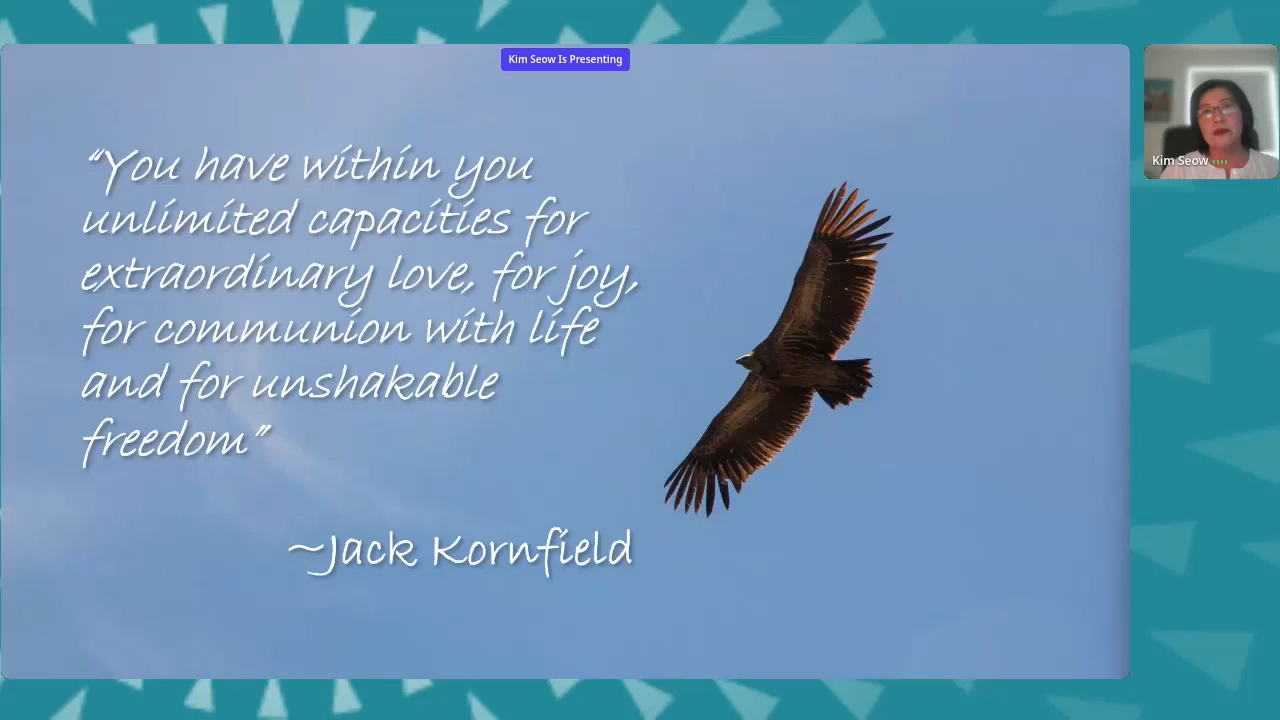 Kim Seow Is Presenting
“You have within you
unlimited capacities for
extraordinary love, for joy,
for communion with life
and for unshakable
freedom”
~Jack Kornfield
Kim Seow